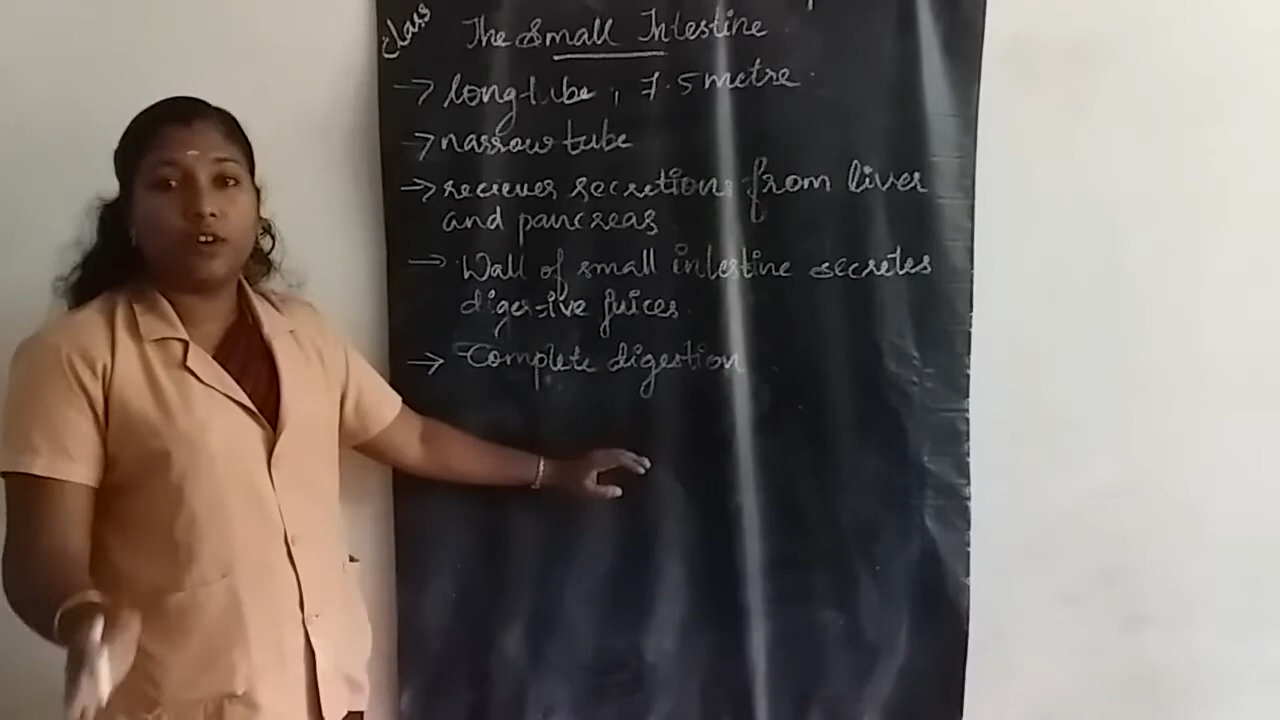 class
The Small Intestine
→ long tube, 7.5 metre
→ narrow tube
→ reciever secretions from liver
and pancreas
→ Wall of small intestine secretes
digestive juices.
→ Complete digestion